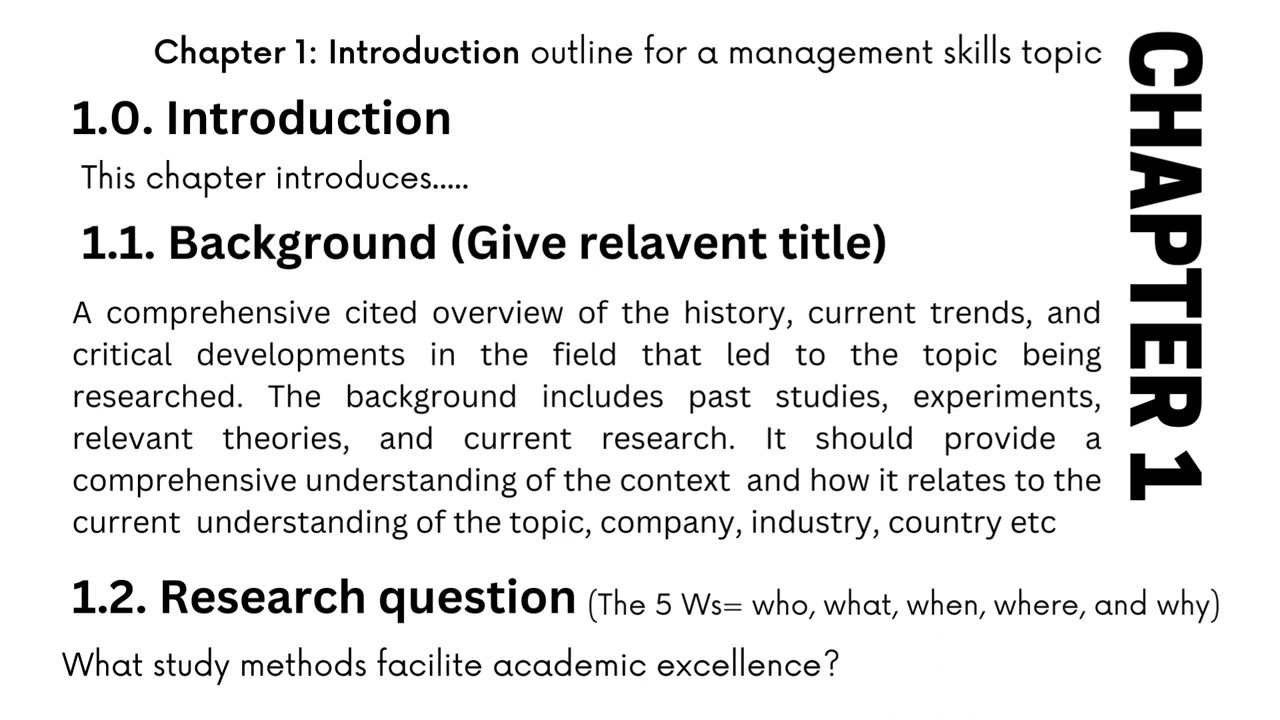 Chapter 1: Introduction outline for a management skills topic
1.0. Introduction
This chapter introduces.....
1.1. Background (Give relavent title)
A comprehensive cited overview of the history, current trends, and
critical developments in the field that led to the topic being
researched. The background includes past studies, experiments,
relevant theories, and current research. It should provide a
comprehensive understanding of the context and how it relates to the
current understanding of the topic, company, industry, country etc
1.2. Research question (The 5 Ws= who, what, when, where, and why)
What study methods facilite academic excellence?
CHAPTER 1